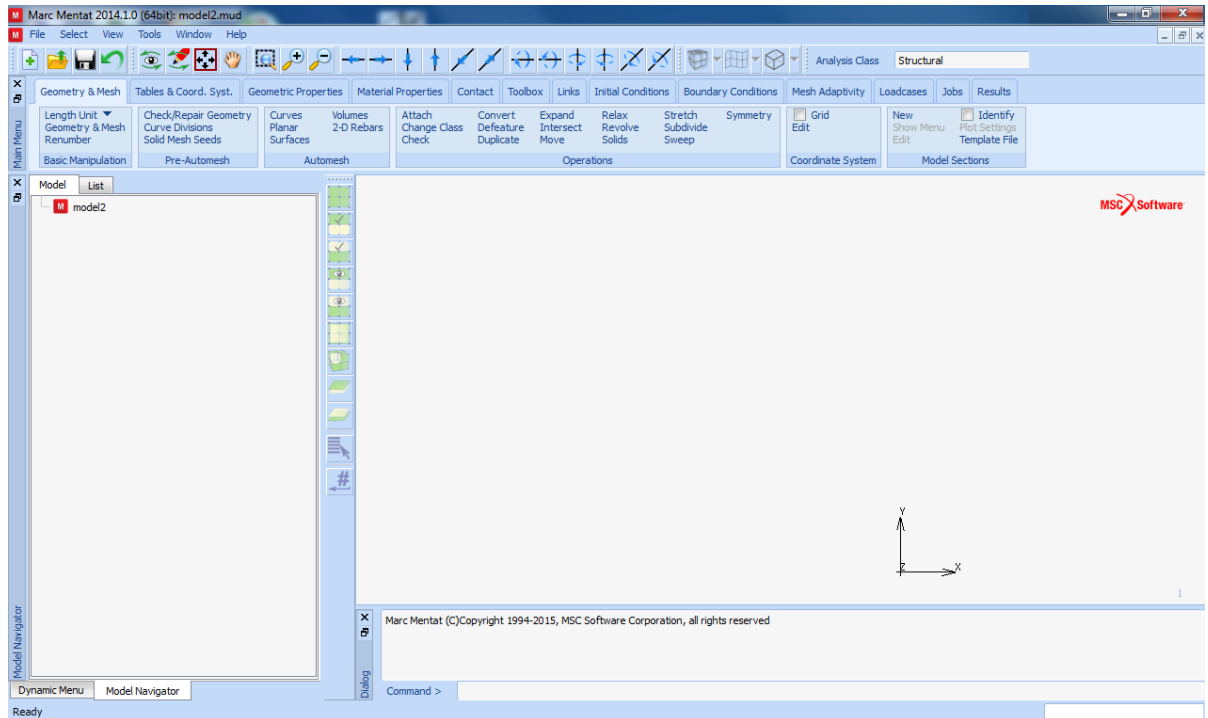 Marc Mentat 2014.1.0 (64bit): model2.mud
File Select View Tools Window Help
Analysis Class Structural
Geometry & Mesh Tables & Coord. Syst. Geometric Properties Material Properties Contact Toolbox Links Initial Conditions Boundary Conditions Mesh Adaptivity Loadcases Jobs Results
Length Unit Check/Repair Geometry Curves Volumes Attach Convert Expand Relax Stretch Symmetry Grid New Identify
Geometry & Mesh Curve Divisions Planar 2-D Rebars Change Class Defeature Intersect Revolve Subdivide Edit Show Menu Plot Settings
Renumber Solid Mesh Seeds Surfaces Check Duplicate Move Solids Sweep Edit Template File
Basic Manipulation Pre-Automesh Automesh Operations Coordinate System Model Sections
Main Menu
Model List
model2
MSC Software
Y
Z X
1
Model Navigator
Marc Mentat (C)Copyright 1994-2015, MSC Software Corporation, all rights reserved
Dialog
Command >
Dynamic Menu Model Navigator
Ready